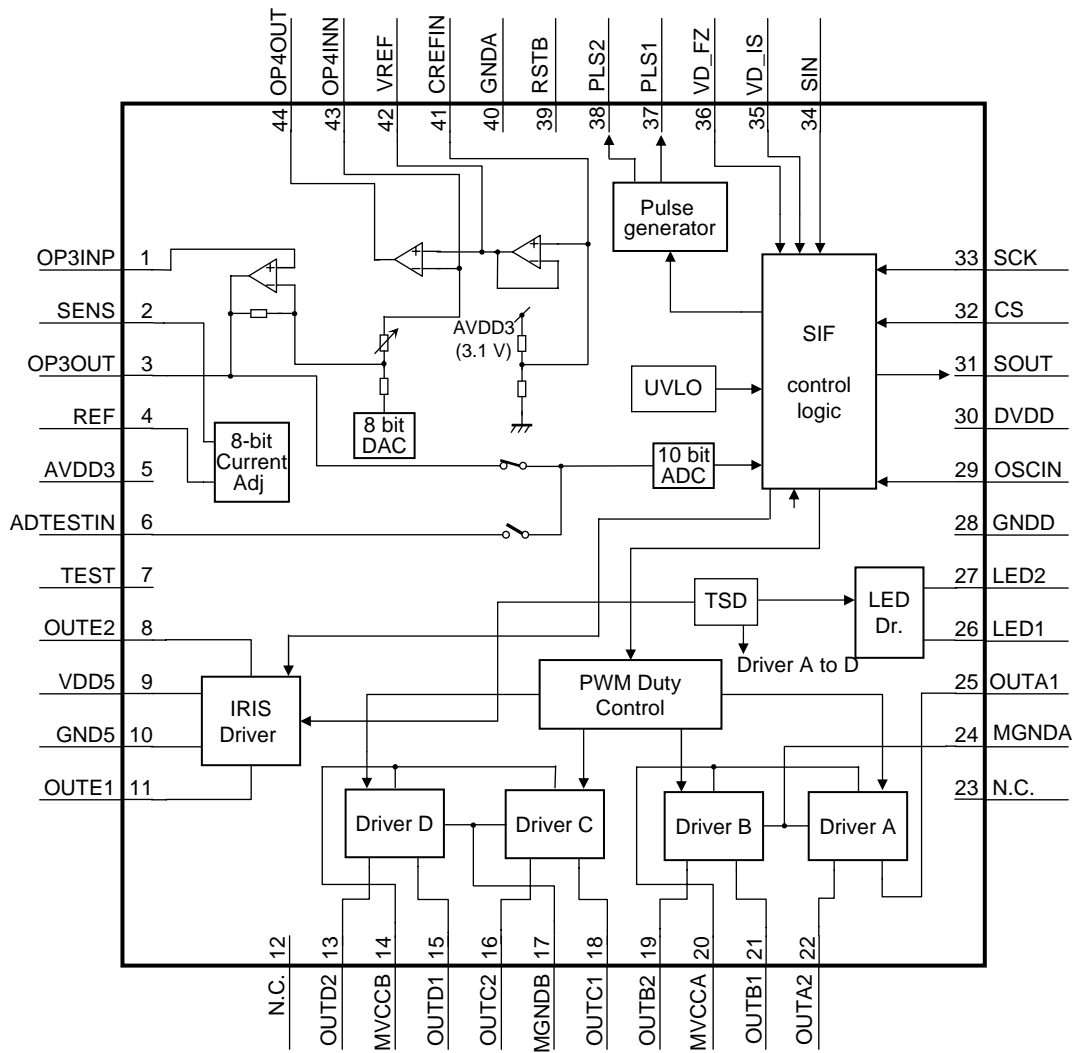 OP4OUT
OP4INN
VREF
CREFIN
GNDA
RSTB
PLS2
PLS1
VD_FZ
VD_IS
SIN
44
43
42
41
40
39
38
37
36
35
34
OP3INP 1
SENS 2
OP3OUT 3
REF 4
AVDD3 5
ADTESTIN 6
TEST 7
OUTE2 8
VDD5 9
GND5 10
OUTE1 11
Pulse
generator
AVDD3
(3.1 V)
SIF
control
logic
UVLO
8 bit
DAC
8-bit
Current
Adj
10 bit
ADC
TSD
LED
Dr.
Driver A to D
PWM Duty
Control
IRIS
Driver
Driver D
Driver C
Driver B
Driver A
33 SCK
32 CS
31 SOUT
30 DVDD
29 OSCIN
28 GNDD
27 LED2
26 LED1
25 OUTA1
24 MGNDA
23 N.C.
12
13
14
15
16
17
18
19
20
21
22
N.C.
OUTD2
MVCCB
OUTD1
OUTC2
MGNDB
OUTC1
OUTB2
MVCCA
OUTB1
OUTA2